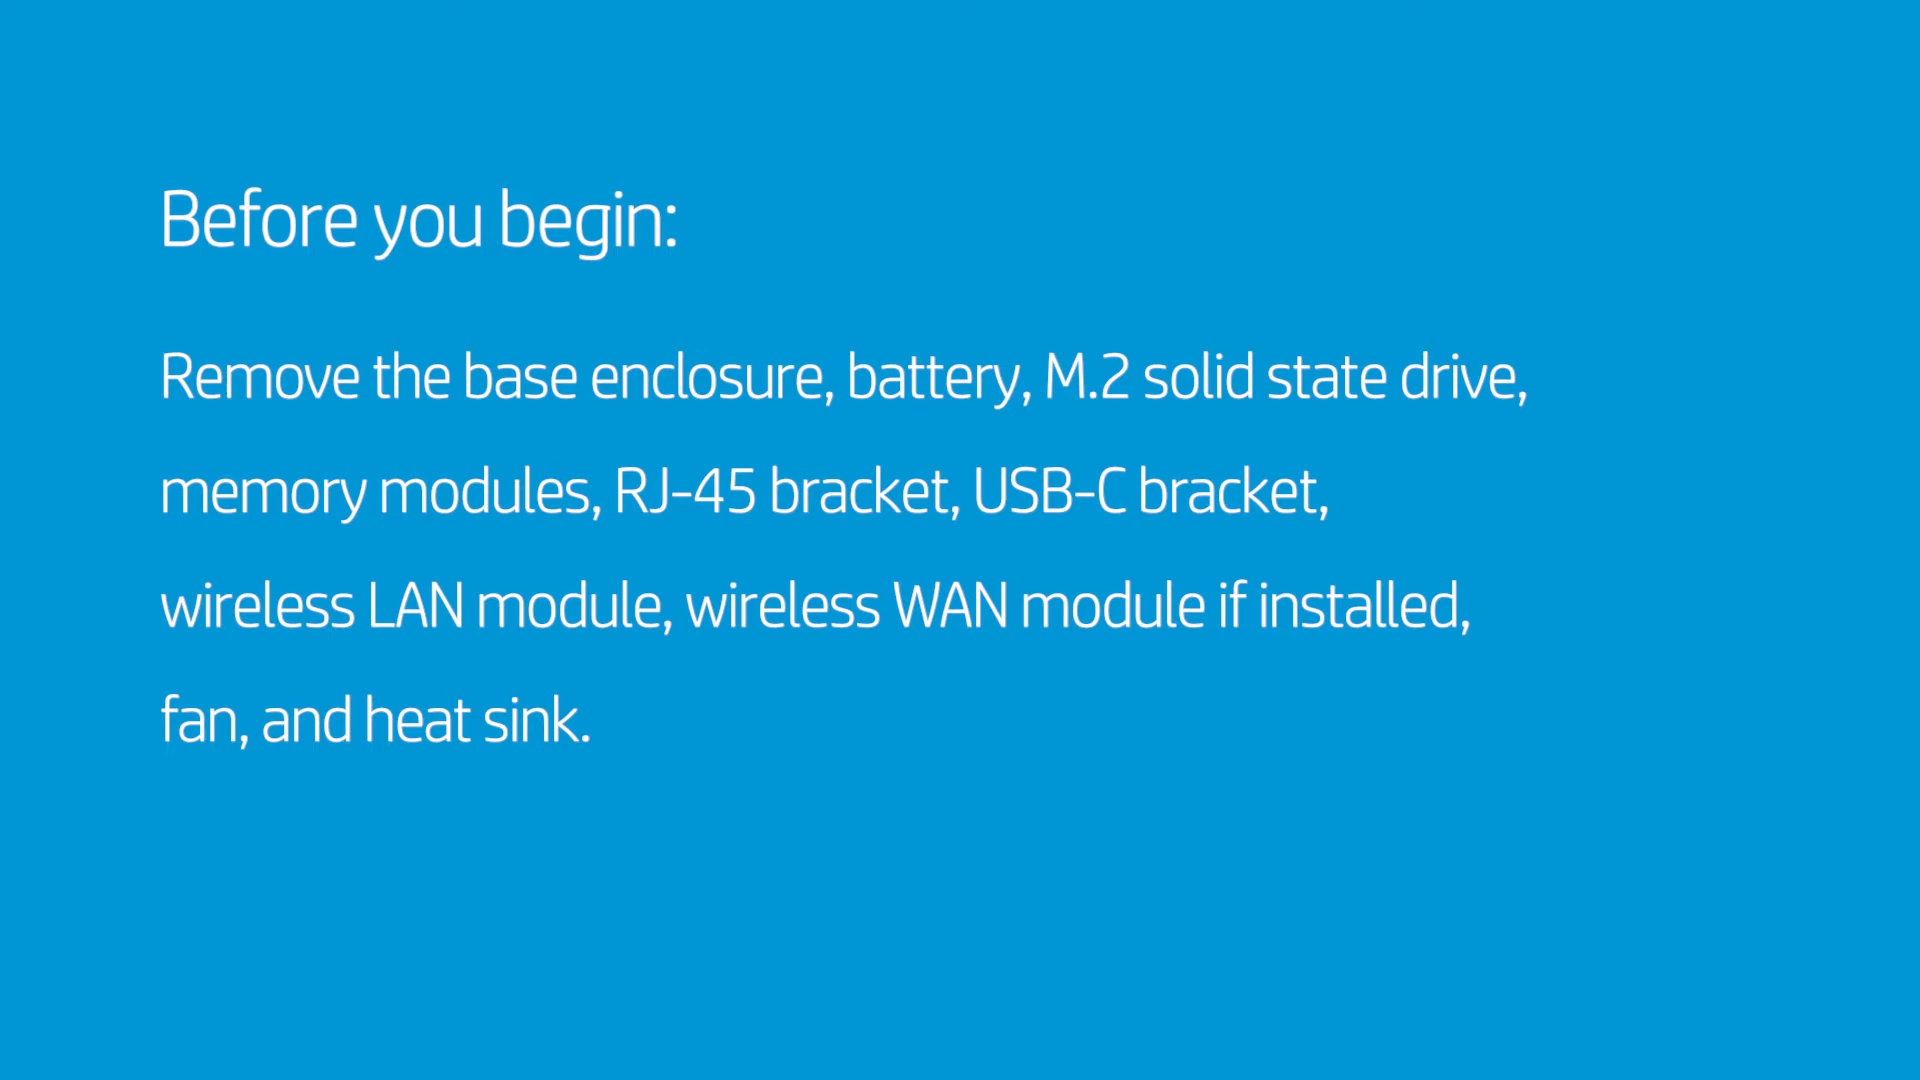 Before you begin:
Remove the base enclosure, battery, M.2 solid state drive,
memory modules, RJ-45 bracket, USB-C bracket,
wireless LAN module, wireless WAN module if installed,
fan, and heat sink.